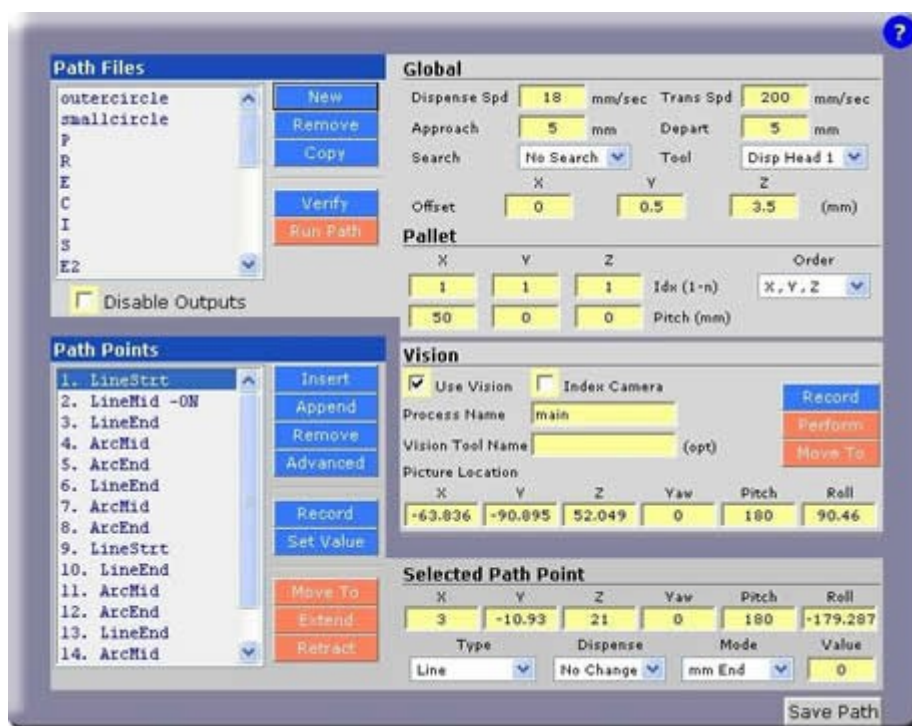 ?
Path Files
outercircle
smallcircle
P
R
E
C
I
S
E2
New
Remove
Copy
Verify
Run Path
Disable Outputs
Global
Dispense Spd 18 mm/sec Trans Spd 200 mm/sec
Approach 5 mm Depart 5 mm
Search No Search Tool Disp Head 1
X Y Z
Offset 0 0.5 3.5 (mm)
Pallet
X Y Z Order
1 1 1 Idx (1-n) X, Y, Z
50 0 0 Pitch (mm)
Path Points
1. LineStrt
2. LineMid -ON
3. LineEnd
4. ArcMid
5. ArcEnd
6. LineEnd
7. ArcMid
8. ArcEnd
9. LineStrt
10. LineEnd
11. ArcMid
12. ArcEnd
13. LineEnd
14. ArcMid
Insert
Append
Remove
Advanced
Record
Set Value
Move To
Extend
Retract
Vision
Use Vision Index Camera
Process Name main
Vision Tool Name (opt)
Record
Perform
Move To
Picture Location
X Y Z Yaw Pitch Roll
-63.836 -90.895 52.049 0 180 90.46
Selected Path Point
X Y Z Yaw Pitch Roll
3 -10.93 21 0 180 -179.287
Type Dispense Mode Value
Line No Change mm End 0
Save Path